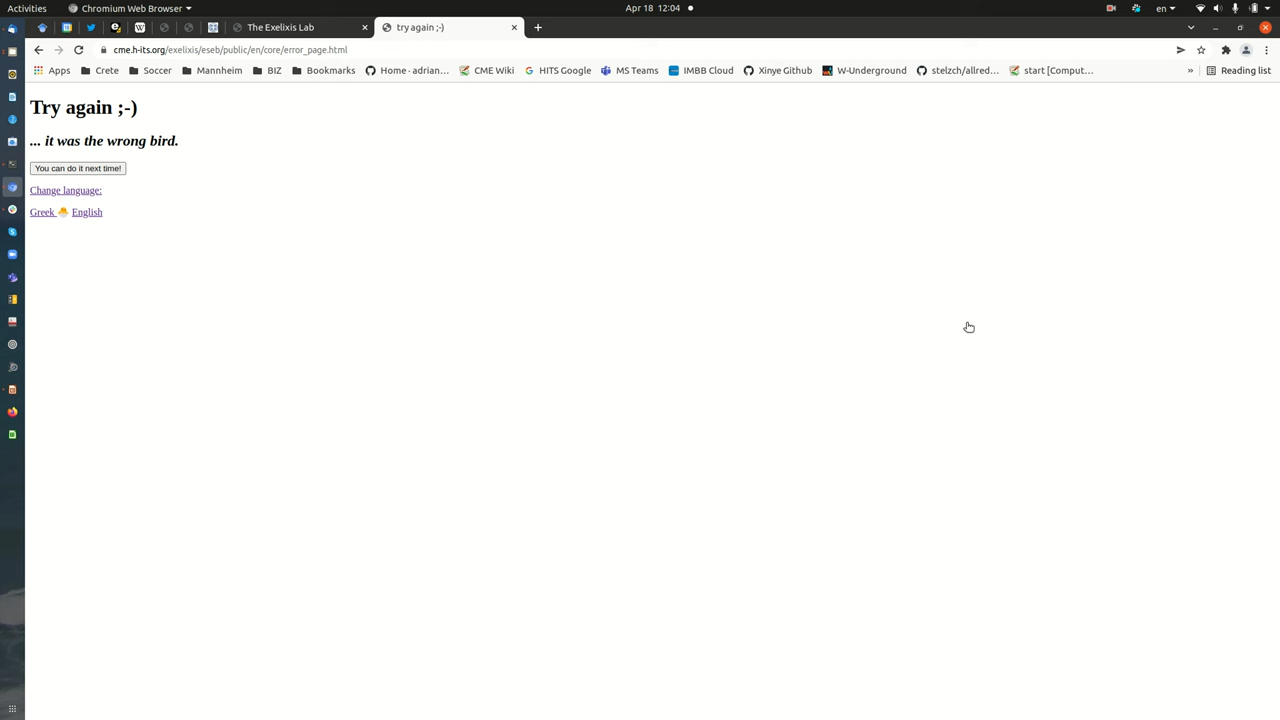 Activities
Chromium Web Browser
Apr 18 12:04
en
The Exelixis Lab
try again ;-)
cme.h-its.org/exelixis/eseb/public/en/core/error_page.html
Apps
Crete
Soccer
Mannheim
BIZ
Bookmarks
Home - adrian...
CME Wiki
HITS Google
MS Teams
IMBB Cloud
Xinye Github
W-Underground
stelzch/allred...
start [Comput...
»
Reading list
Try again ;-)
... it was the wrong bird.
You can do it next time!
Change language:
Greek 🐣 English